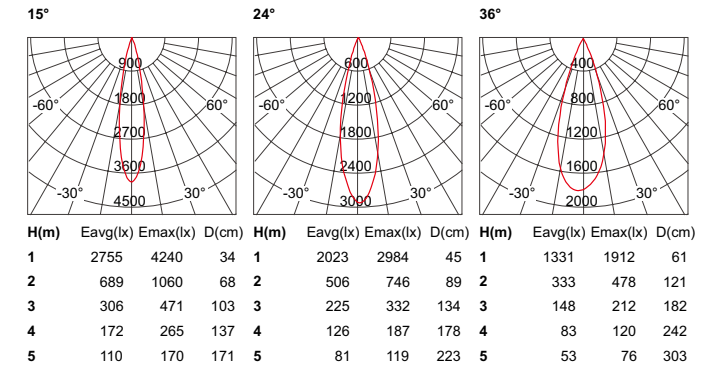 15°
900
1800
-60° 60°
2700
3600
-30° 30°
4500
H(m) Eavg(lx) Emax(lx) D(cm)
1 2755 4240 34
2 689 1060 68
3 306 471 103
4 172 265 137
5 110 170 171
24°
600
1200
-60° 60°
1800
2400
-30° 30°
3000
H(m) Eavg(lx) Emax(lx) D(cm)
1 2023 2984 45
2 506 746 89
3 225 332 134
4 126 187 178
5 81 119 223
36°
400
800
-60° 60°
1200
1600
-30° 30°
2000
H(m) Eavg(lx) Emax(lx) D(cm)
1 1331 1912 61
2 333 478 121
3 148 212 182
4 83 120 242
5 53 76 303